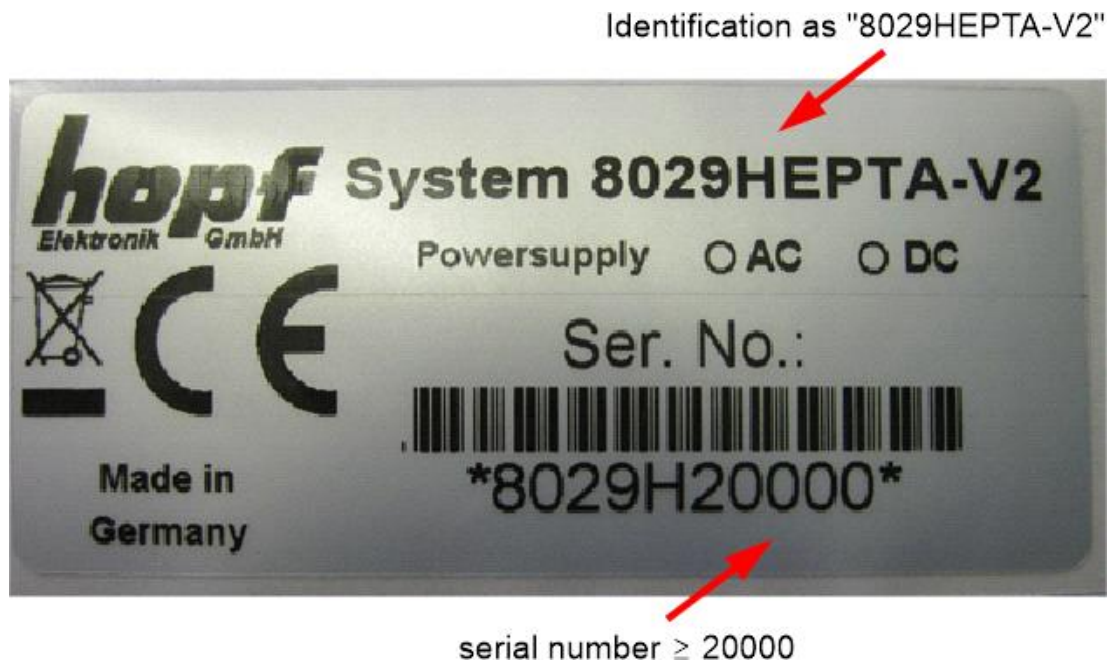 Identification as "8029HEPTA-V2"
hopf System 8029HEPTA-V2
Elektronik GmbH
Powersupply O AC O DC
CE
Ser. No.:
*8029H20000*
Made in
Germany
serial number ≥ 20000